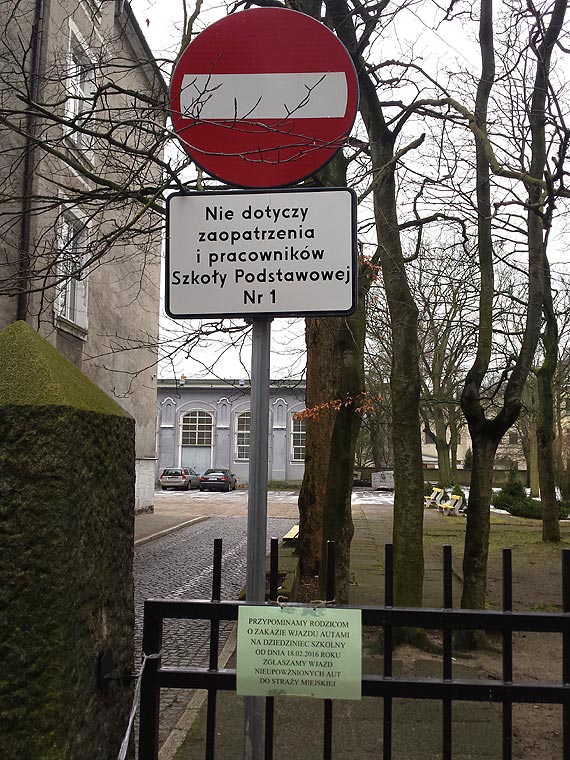 Nie dotyczy
zaopatrzenia
i pracowników
Szkoły Podstawowej
Nr 1
PRZYPOMINAMY RODZICOM
O ZAKAZIE WJAZDU AUTAMI
NA DZIEDZINIEC SZKOLNY
OD DNIA 18.02.2016 ROKU
ZGŁASZAMY WJAZD
NIEUPOWŻNIONYCH AUT
DO STRAŻY MIEJSKIEJ